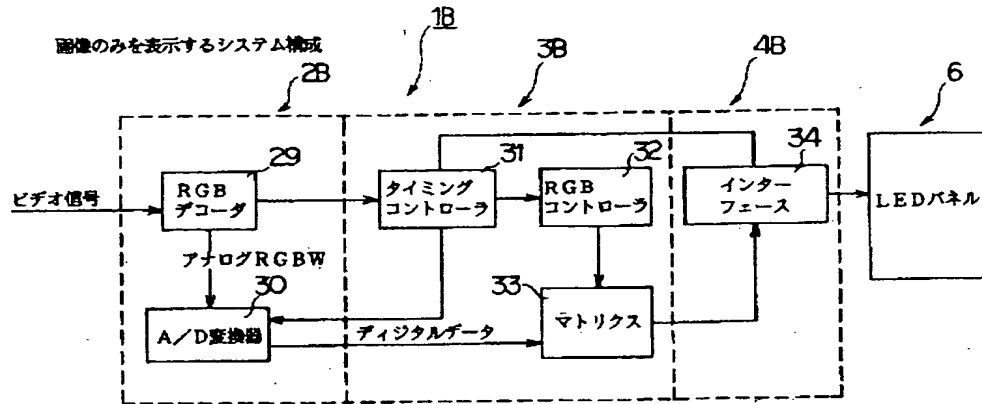 画像のみを表示するシステム構成
1B
2B
3B
4B
6
29
RGB
デコーダ
31
タイミング
コントローラ
32
RGB
コントローラ
34
インター
フェース
LEDパネル
ビデオ信号
アナログRGBW
30
A/D変換器
ディジタルデータ
33
マトリクス